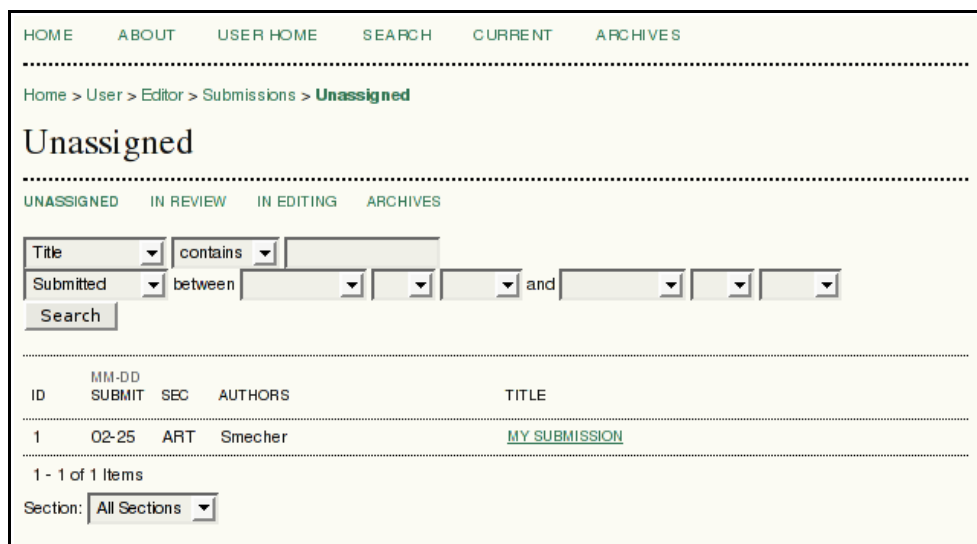 HOME ABOUT USER HOME SEARCH CURRENT ARCHIVES
Home > User > Editor > Submissions > Unassigned
Unassigned
UNASSIGNED IN REVIEW IN EDITING ARCHIVES
Title contains
Submitted between and
Search
MM-DD
ID SUBMIT SEC AUTHORS TITLE
1 02-25 ART Smecher MY SUBMISSION
1 - 1 of 1 Items
Section: All Sections